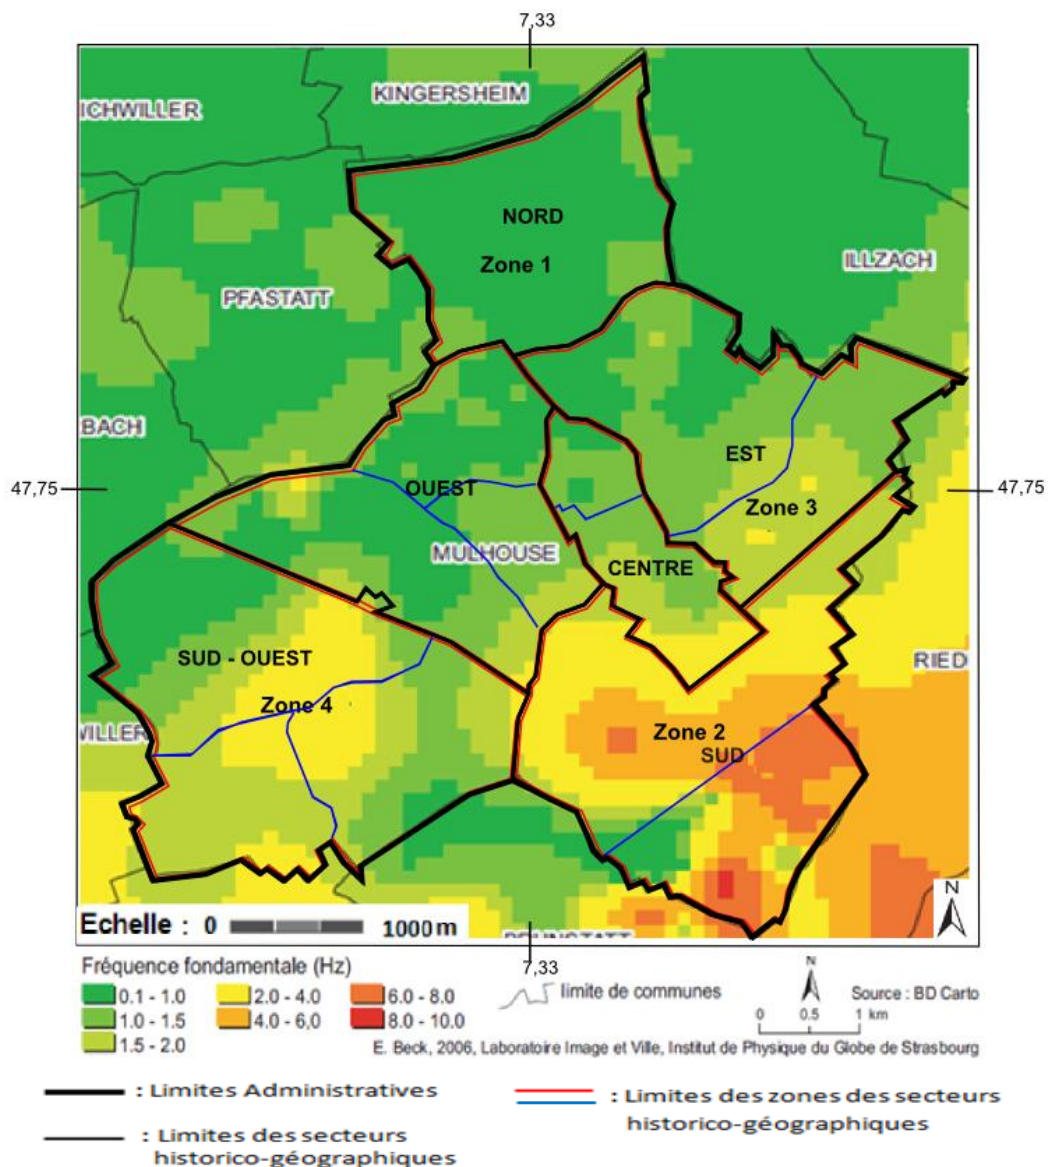 7,33
KINGERSHEIM
ICHWILLER
NORD
Zone 1
ILLZACH
PFASTATT
BACH
EST
47,75
OUEST
47,75
Zone 3
MULHOUSE
CENTRE
SUD - OUEST
RIED
Zone 4
WILLER
Zone 2
SUD
N
Echelle : 0 1000 m
BRUNSTATT
7,33
Fréquence fondamentale (Hz)
0.1 - 1.0
1.0 - 1.5
1.5 - 2.0
2.0 - 4.0
4.0 - 6.0
6.0 - 8.0
8.0 - 10.0
limite de communes
N
0 0.5 1 km
Source : BD Carto
E. Beck, 2006, Laboratoire Image et Ville, Institut de Physique du Globe de Strasbourg
: Limites Administratives
: Limites des secteurs
historico-géographiques
: Limites des zones des secteurs
historico-géographiques